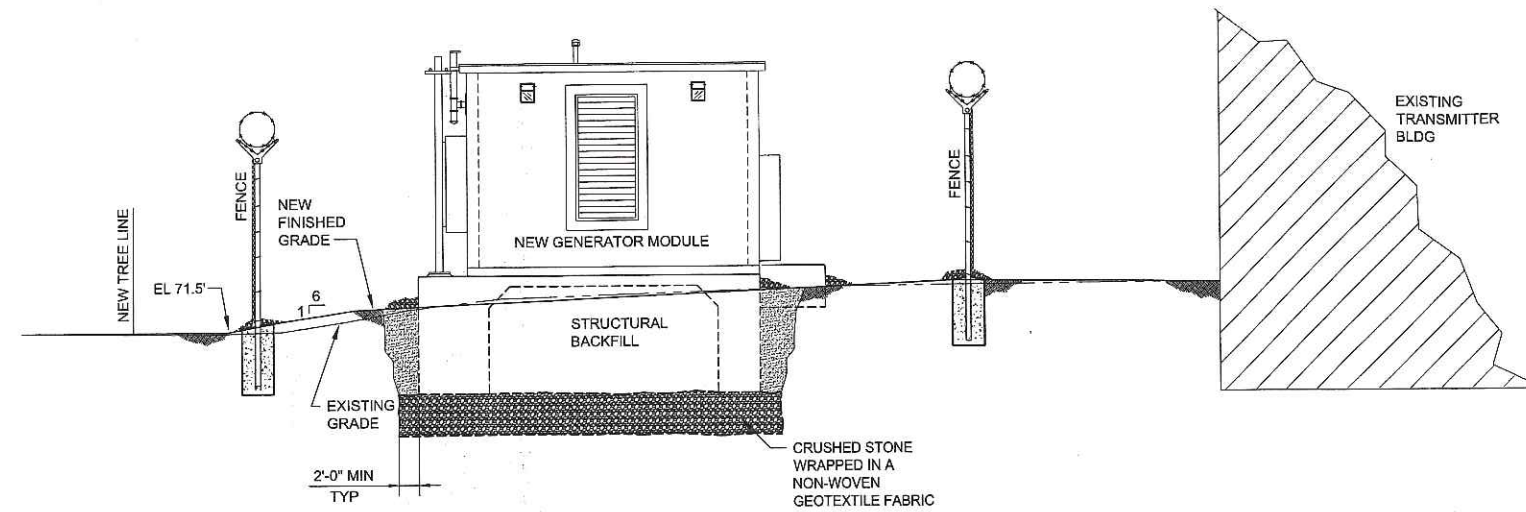 EXISTING
TRANSMITTER
BLDG
FENCE
FENCE
NEW TREE LINE
NEW
FINISHED
GRADE
NEW GENERATOR MODULE
EL 71.5'
6
1
STRUCTURAL
BACKFILL
EXISTING
GRADE
2'-0" MIN
TYP
CRUSHED STONE
WRAPPED IN A
NON-WOVEN
GEOTEXTILE FABRIC